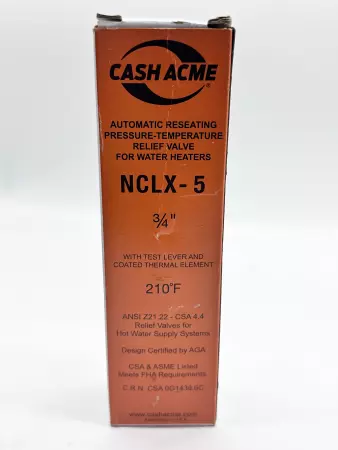 CASH ACME®
AUTOMATIC RESEATING
PRESSURE-TEMPERATURE
RELIEF VALVE
FOR WATER HEATERS
NCLX-5
3/4"
WITH TEST LEVER AND
COATED THERMAL ELEMENT
210°F
ANSI Z21.22 - CSA 4.4
Relief Valves for
Hot Water Supply Systems
Design Certified by AGA
CSA & ASME Listed
Meets FHA Requirements
www.cashacme.com